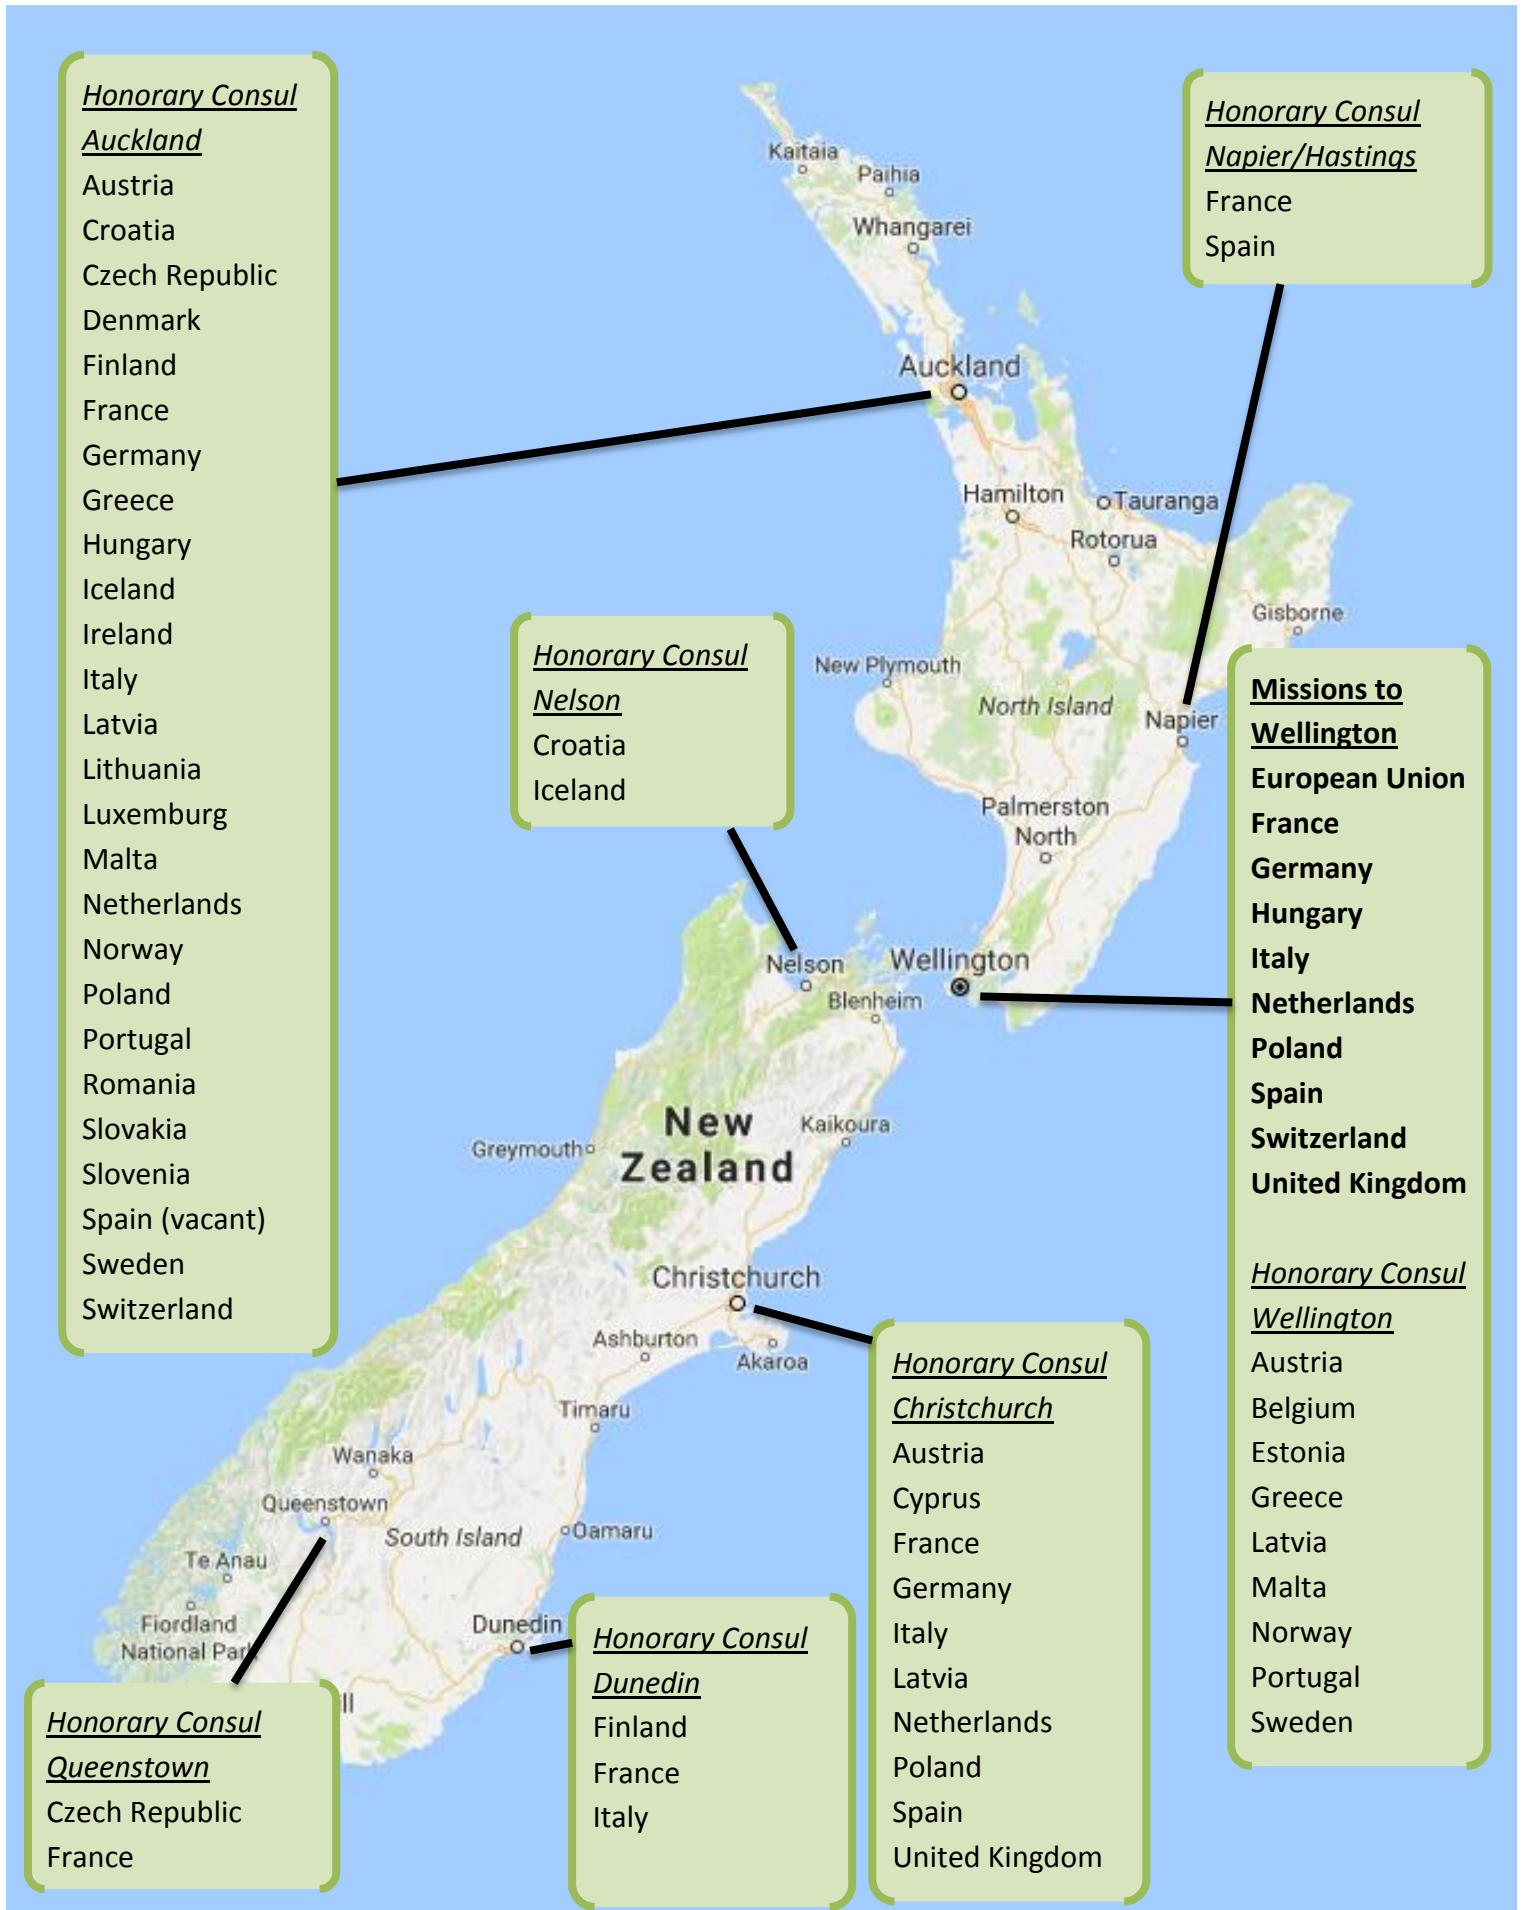 Honorary Consul
Auckland
Austria
Croatia
Czech Republic
Denmark
Finland
France
Germany
Greece
Hungary
Iceland
Ireland
Italy
Latvia
Lithuania
Luxemburg
Malta
Netherlands
Norway
Poland
Portugal
Romania
Slovakia
Slovenia
Spain (vacant)
Sweden
Switzerland
Honorary Consul
Napier/Hastings
France
Spain
Kaitaia
Paihia
Whangarei
Auckland
Hamilton
Tauranga
Rotorua
Gisborne
New Plymouth
North Island
Napier
Palmerston
North
Honorary Consul
Nelson
Croatia
Iceland
Missions to
Wellington
European Union
France
Germany
Hungary
Italy
Netherlands
Poland
Spain
Switzerland
United Kingdom
Honorary Consul
Wellington
Austria
Belgium
Estonia
Greece
Latvia
Malta
Norway
Portugal
Sweden
Nelson
Wellington
Blenheim
New
Zealand
Kaikoura
Greymouth
Christchurch
Ashburton
Akaroa
Timaru
Wanaka
Queenstown
South Island
Oamaru
Te Anau
Fiordland
National Park
Dunedin
ill
Honorary Consul
Christchurch
Austria
Cyprus
France
Germany
Italy
Latvia
Netherlands
Poland
Spain
United Kingdom
Honorary Consul
Dunedin
Finland
France
Italy
Honorary Consul
Queenstown
Czech Republic
France